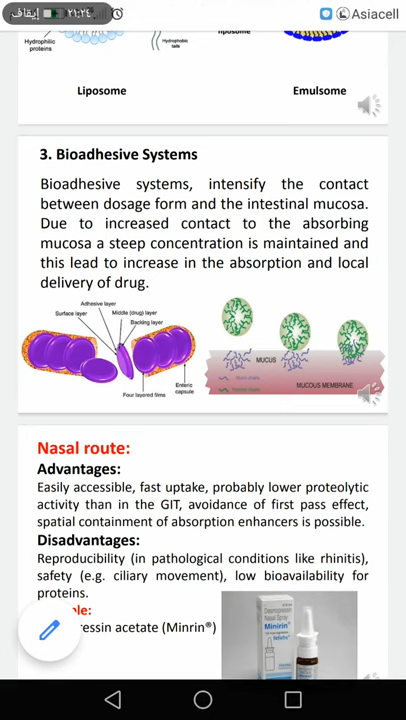 إيقاف ٢١:٢٤ Asiacell
Hydrophilic
proteins
Hydrophobic
tails
liposome
Liposome
Emulsome
3. Bioadhesive Systems
Bioadhesive systems, intensify the contact
between dosage form and the intestinal mucosa.
Due to increased contact to the absorbing
mucosa a steep concentration is maintained and
this lead to increase in the absorption and local
delivery of drug.
Adhesive layer
Surface layer
Middle (drug) layer
Backing layer
Four layered films
Enteric
capsule
MUCUS
MUCOUS MEMBRANE
Nasal route:
Advantages:
Easily accessible, fast uptake, probably lower proteolytic
activity than in the GIT, avoidance of first pass effect,
spatial containment of absorption enhancers is possible.
Disadvantages:
Reproducibility (in pathological conditions like rhinitis),
safety (e.g. ciliary movement), low bioavailability for
proteins.
le:
ressin acetate (Minrin®)
Desmopressin
Nasal Spray
Minirin